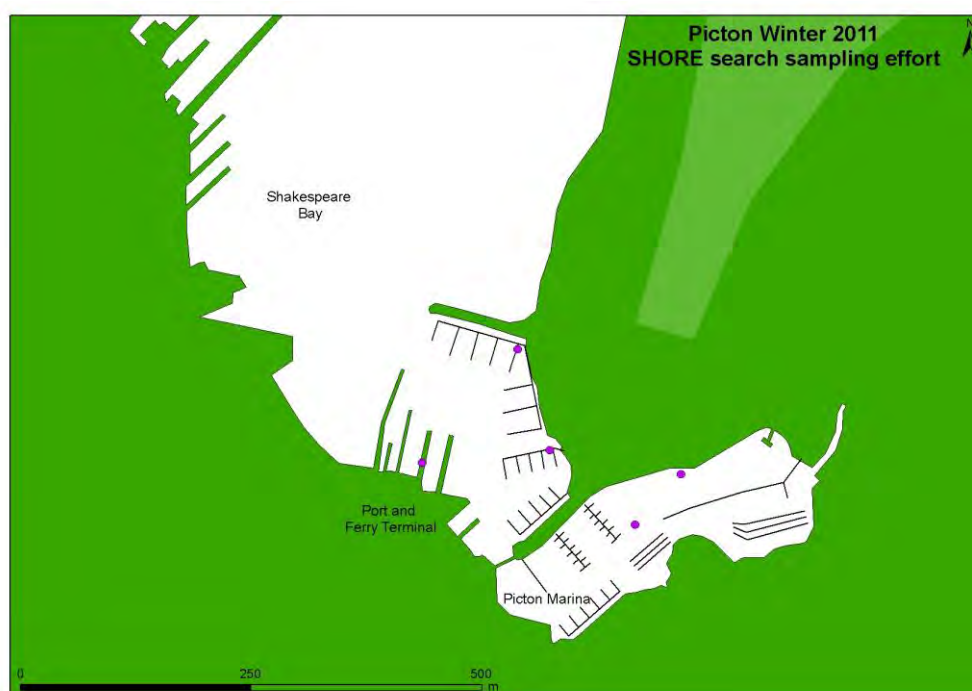 Picton Winter 2011
SHORE search sampling effort
N
Shakespeare
Bay
Port and
Ferry Terminal
Picton Marina
0 250 500
m